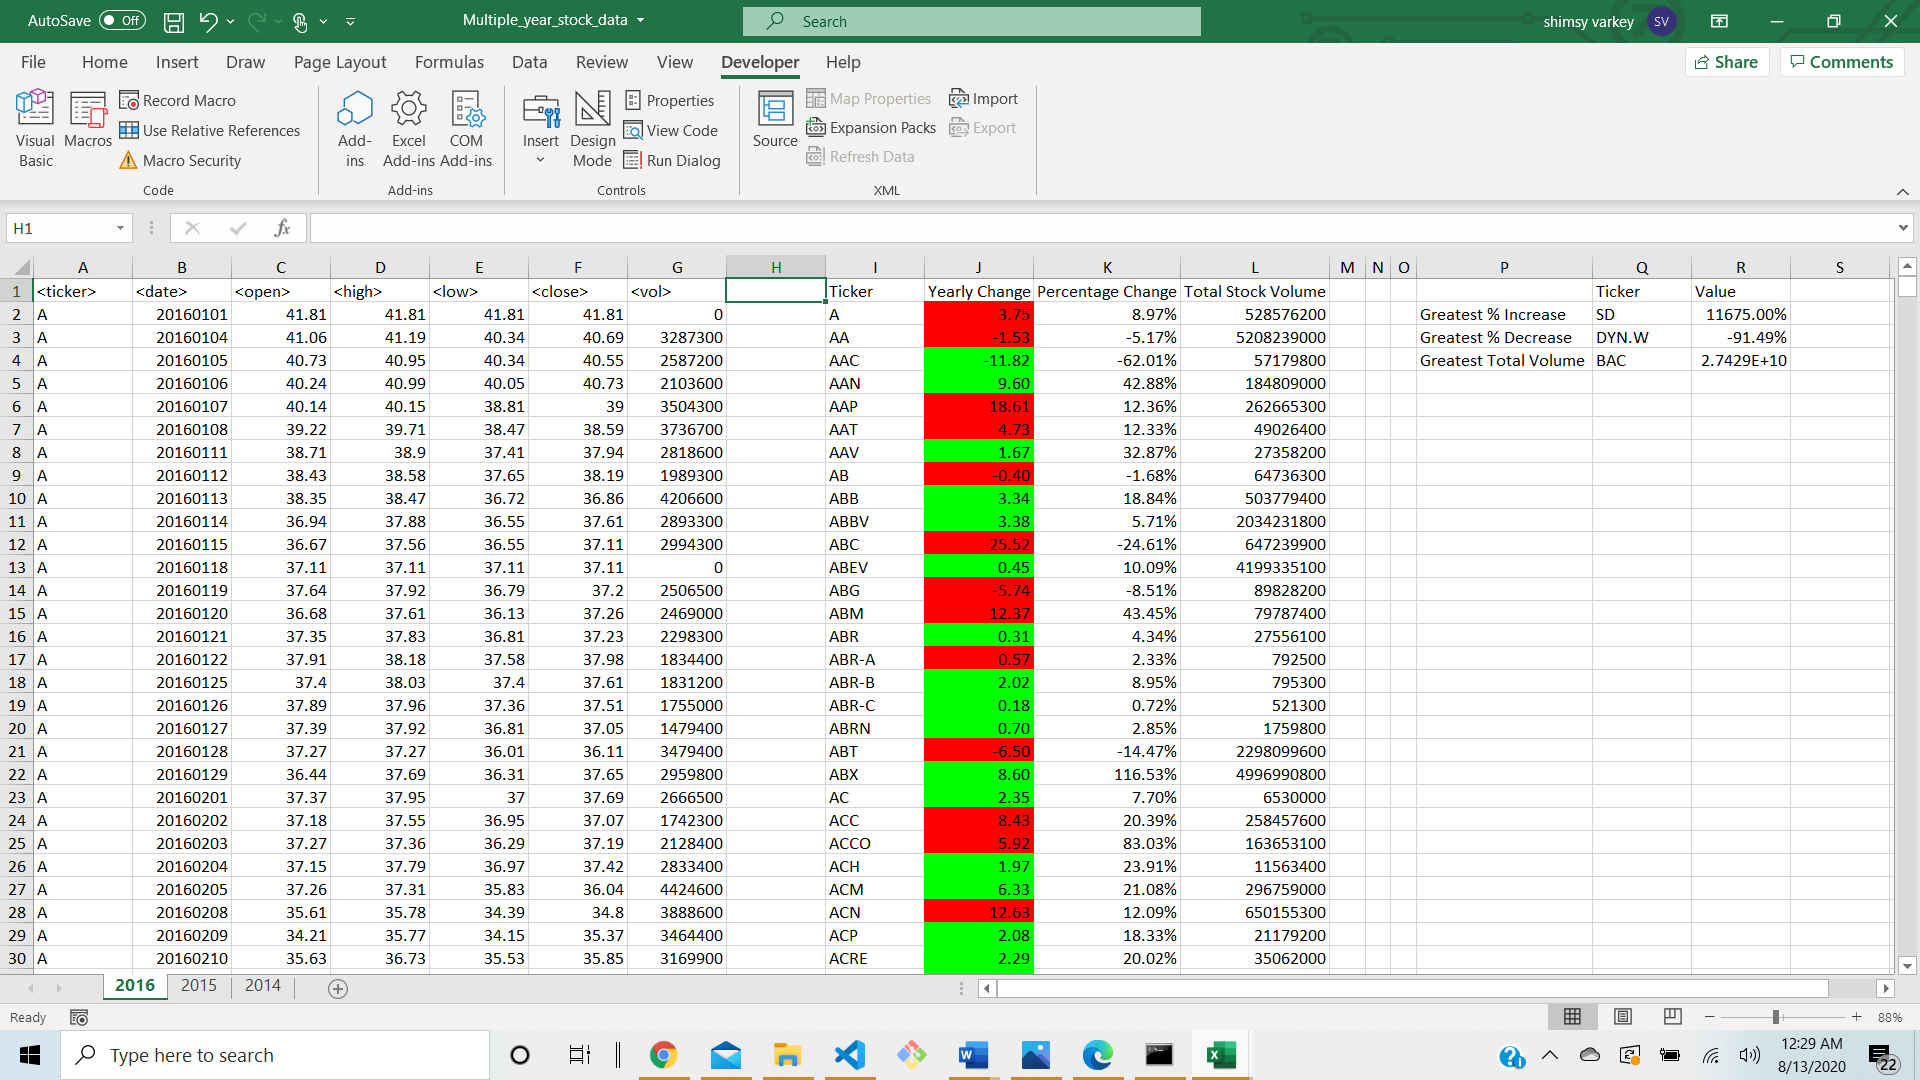 AutoSave Off Multiple_year_stock_data Search shimsy varkey SV
File Home Insert Draw Page Layout Formulas Data Review View Developer Help Share Comments
Visual Basic Macros Record Macro Use Relative References Macro Security
Add-ins Excel Add-ins COM Add-ins
Insert Design Mode Properties View Code Run Dialog
Source Map Properties Expansion Packs Refresh Data Import Export
Code Add-ins Controls XML
H1 fx
A B C D E F G H I J K L M N O P Q R S
1 <ticker> <date> <open> <high> <low> <close> <vol> Ticker Yearly Change Percentage Change Total Stock Volume Ticker Value
2 A 20160101 41.81 41.81 41.81 41.81 0 A 3.75 8.97% 528576200 Greatest % Increase SD 11675.00%
3 A 20160104 41.06 41.19 40.34 40.69 3287300 AA -1.53 -5.17% 5208239000 Greatest % Decrease DYN.W -91.49%
4 A 20160105 40.73 40.95 40.34 40.55 2587200 AAC -11.82 -62.01% 57179800 Greatest Total Volume BAC 2.7429E+10
5 A 20160106 40.24 40.99 40.05 40.73 2103600 AAN 9.60 42.88% 184809000
6 A 20160107 40.14 40.15 38.81 39 3504300 AAP 18.61 12.36% 262665300
7 A 20160108 39.22 39.71 38.47 38.59 3736700 AAT 4.73 12.33% 49026400
8 A 20160111 38.71 38.9 37.41 37.94 2818600 AAV 1.67 32.87% 27358200
9 A 20160112 38.43 38.58 37.65 38.19 1989300 AB -0.40 -1.68% 64736300
10 A 20160113 38.35 38.47 36.72 36.86 4206600 ABB 3.34 18.84% 503779400
11 A 20160114 36.94 37.88 36.55 37.61 2893300 ABBV 3.38 5.71% 2034231800
12 A 20160115 36.67 37.56 36.55 37.11 2994300 ABC -25.52 -24.61% 647239900
13 A 20160118 37.11 37.11 37.11 37.11 0 ABEV 0.45 10.09% 4199335100
14 A 20160119 37.64 37.92 36.79 37.2 2506500 ABG -5.74 -8.51% 89828200
15 A 20160120 36.68 37.61 36.13 37.26 2469000 ABM 12.37 43.45% 79787400
16 A 20160121 37.35 37.83 36.81 37.23 2298300 ABR 0.31 4.34% 27556100
17 A 20160122 37.91 38.18 37.58 37.98 1834400 ABR-A 0.57 2.33% 792500
18 A 20160125 37.4 38.03 37.4 37.61 1831200 ABR-B 2.02 8.95% 795300
19 A 20160126 37.89 37.96 37.36 37.51 1755000 ABR-C 0.18 0.72% 521300
20 A 20160127 37.39 37.92 36.81 37.05 1479400 ABRN 0.70 2.85% 1759800
21 A 20160128 37.27 37.27 36.01 36.11 3479400 ABT -6.50 -14.47% 2298099600
22 A 20160129 36.44 37.69 36.31 37.65 2959800 ABX 8.60 116.53% 4996990800
23 A 20160201 37.37 37.95 37 37.69 2666500 AC 2.35 7.70% 6530000
24 A 20160202 37.18 37.55 36.95 37.07 1742300 ACC 8.43 20.39% 258457600
25 A 20160203 37.27 37.36 36.29 37.19 2128400 ACCO 5.92 83.03% 163653100
26 A 20160204 37.15 37.79 36.97 37.42 2833400 ACH 1.97 23.91% 11563400
27 A 20160205 37.26 37.31 35.83 36.04 4424600 ACM 6.33 21.08% 296759000
28 A 20160208 35.61 35.78 34.39 34.8 3888600 ACN 12.63 12.09% 650155300
29 A 20160209 34.21 35.77 34.15 35.37 3464400 ACP 2.08 18.33% 21179200
30 A 20160210 35.63 36.73 35.53 35.85 3169900 ACRE 2.29 20.02% 35062000
2016 2015 2014
Ready 88%
Type here to search 12:29 AM
8/13/2020 22